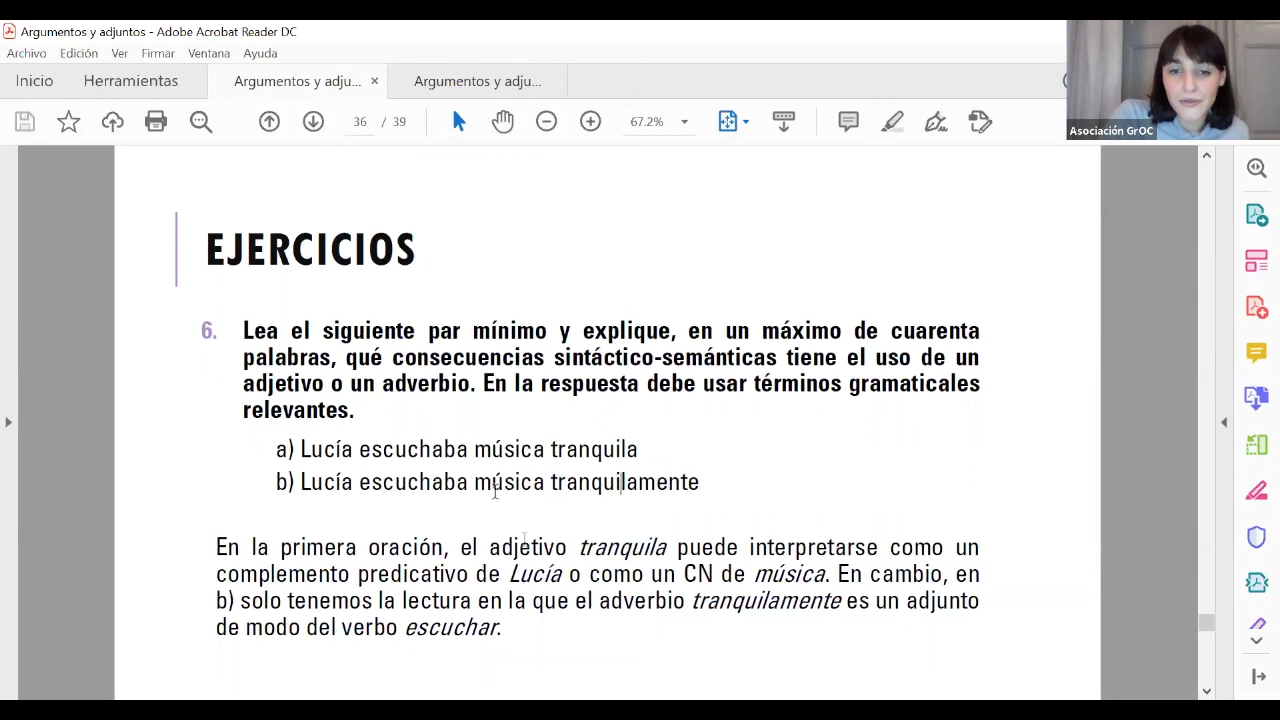 Argumentos y adjuntos - Adobe Acrobat Reader DC
Archivo Edición Ver Firmar Ventana Ayuda
Inicio Herramientas Argumentos y adju... × Argumentos y adju...
36 / 39 67.2%
Asociación GrOC
EJERCICIOS
6. Lea el siguiente par mínimo y explique, en un máximo de cuarenta
palabras, qué consecuencias sintáctico-semánticas tiene el uso de un
adjetivo o un adverbio. En la respuesta debe usar términos gramaticales
relevantes.
a) Lucía escuchaba música tranquila
b) Lucía escuchaba música tranquilamente
En la primera oración, el adjetivo tranquila puede interpretarse como un
complemento predicativo de Lucía o como un CN de música. En cambio, en
b) solo tenemos la lectura en la que el adverbio tranquilamente es un adjunto
de modo del verbo escuchar.